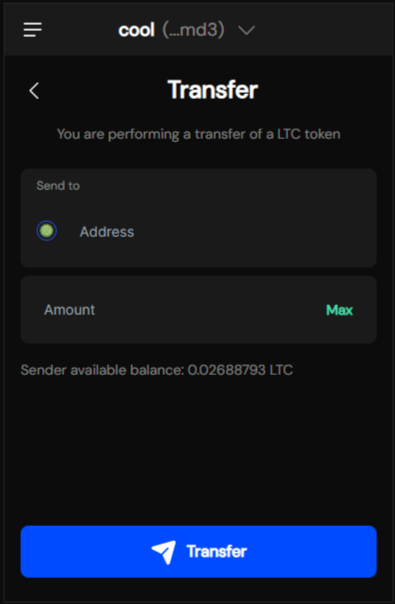 cool (...md3)
Transfer
You are performing a transfer of a LTC token
Send to
Address
Amount Max
Sender available balance: 0.02688793 LTC
Transfer